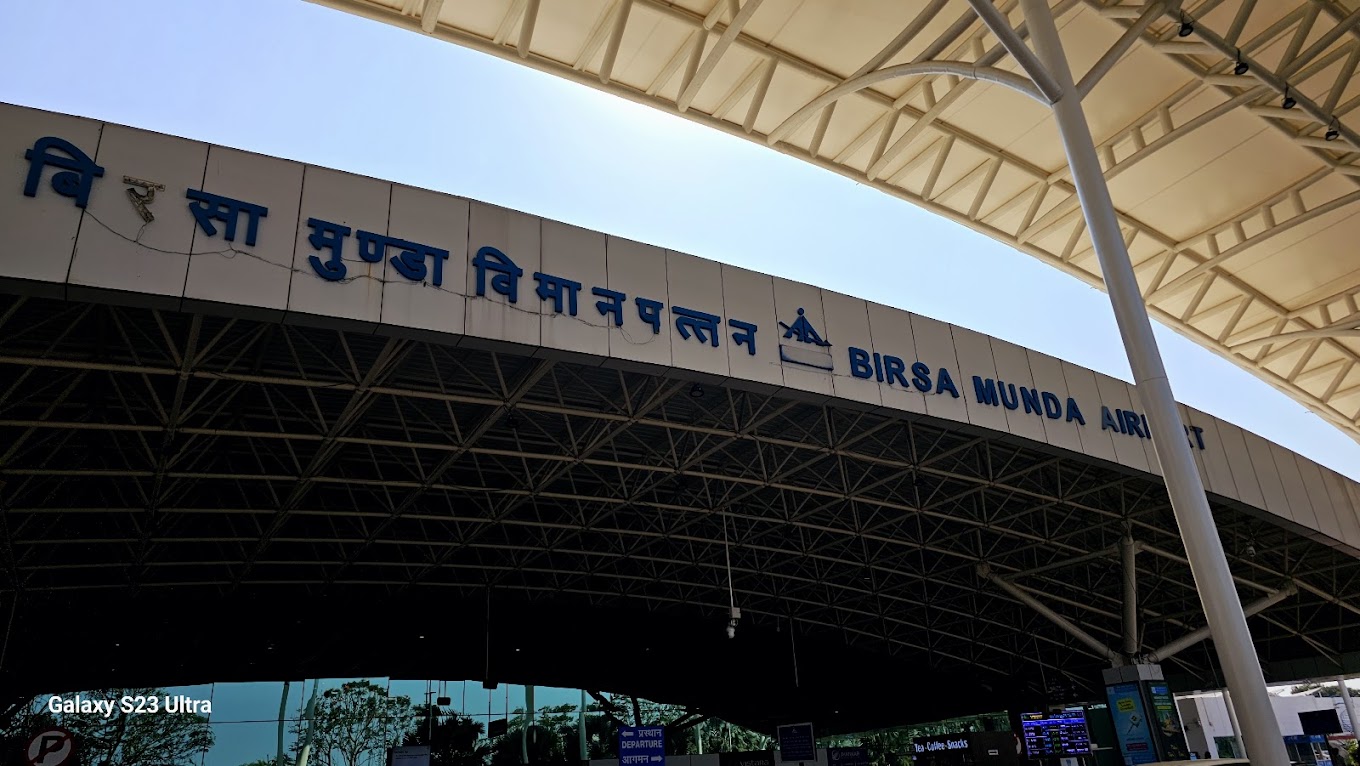 बिरसा मुण्डा विमानपत्तन BIRSA MUNDA AIRPORT
Galaxy S23 Ultra
P
प्रस्थान
DEPARTURE
आगमन
Tea-Coffee-Snacks